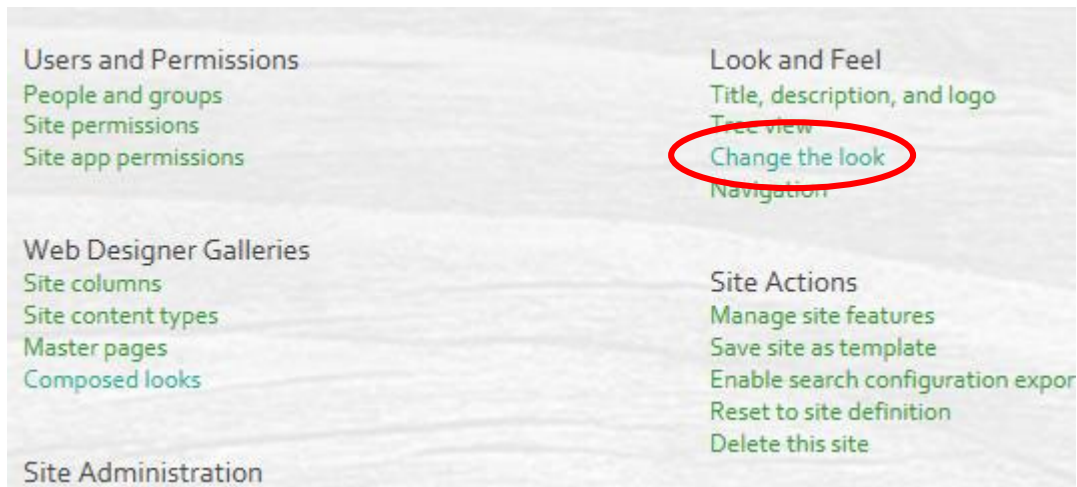 Users and Permissions
People and groups
Site permissions
Site app permissions
Web Designer Galleries
Site columns
Site content types
Master pages
Composed looks
Site Administration
Look and Feel
Title, description, and logo
Tree view
Change the look
Navigation
Site Actions
Manage site features
Save site as template
Enable search configuration expor
Reset to site definition
Delete this site